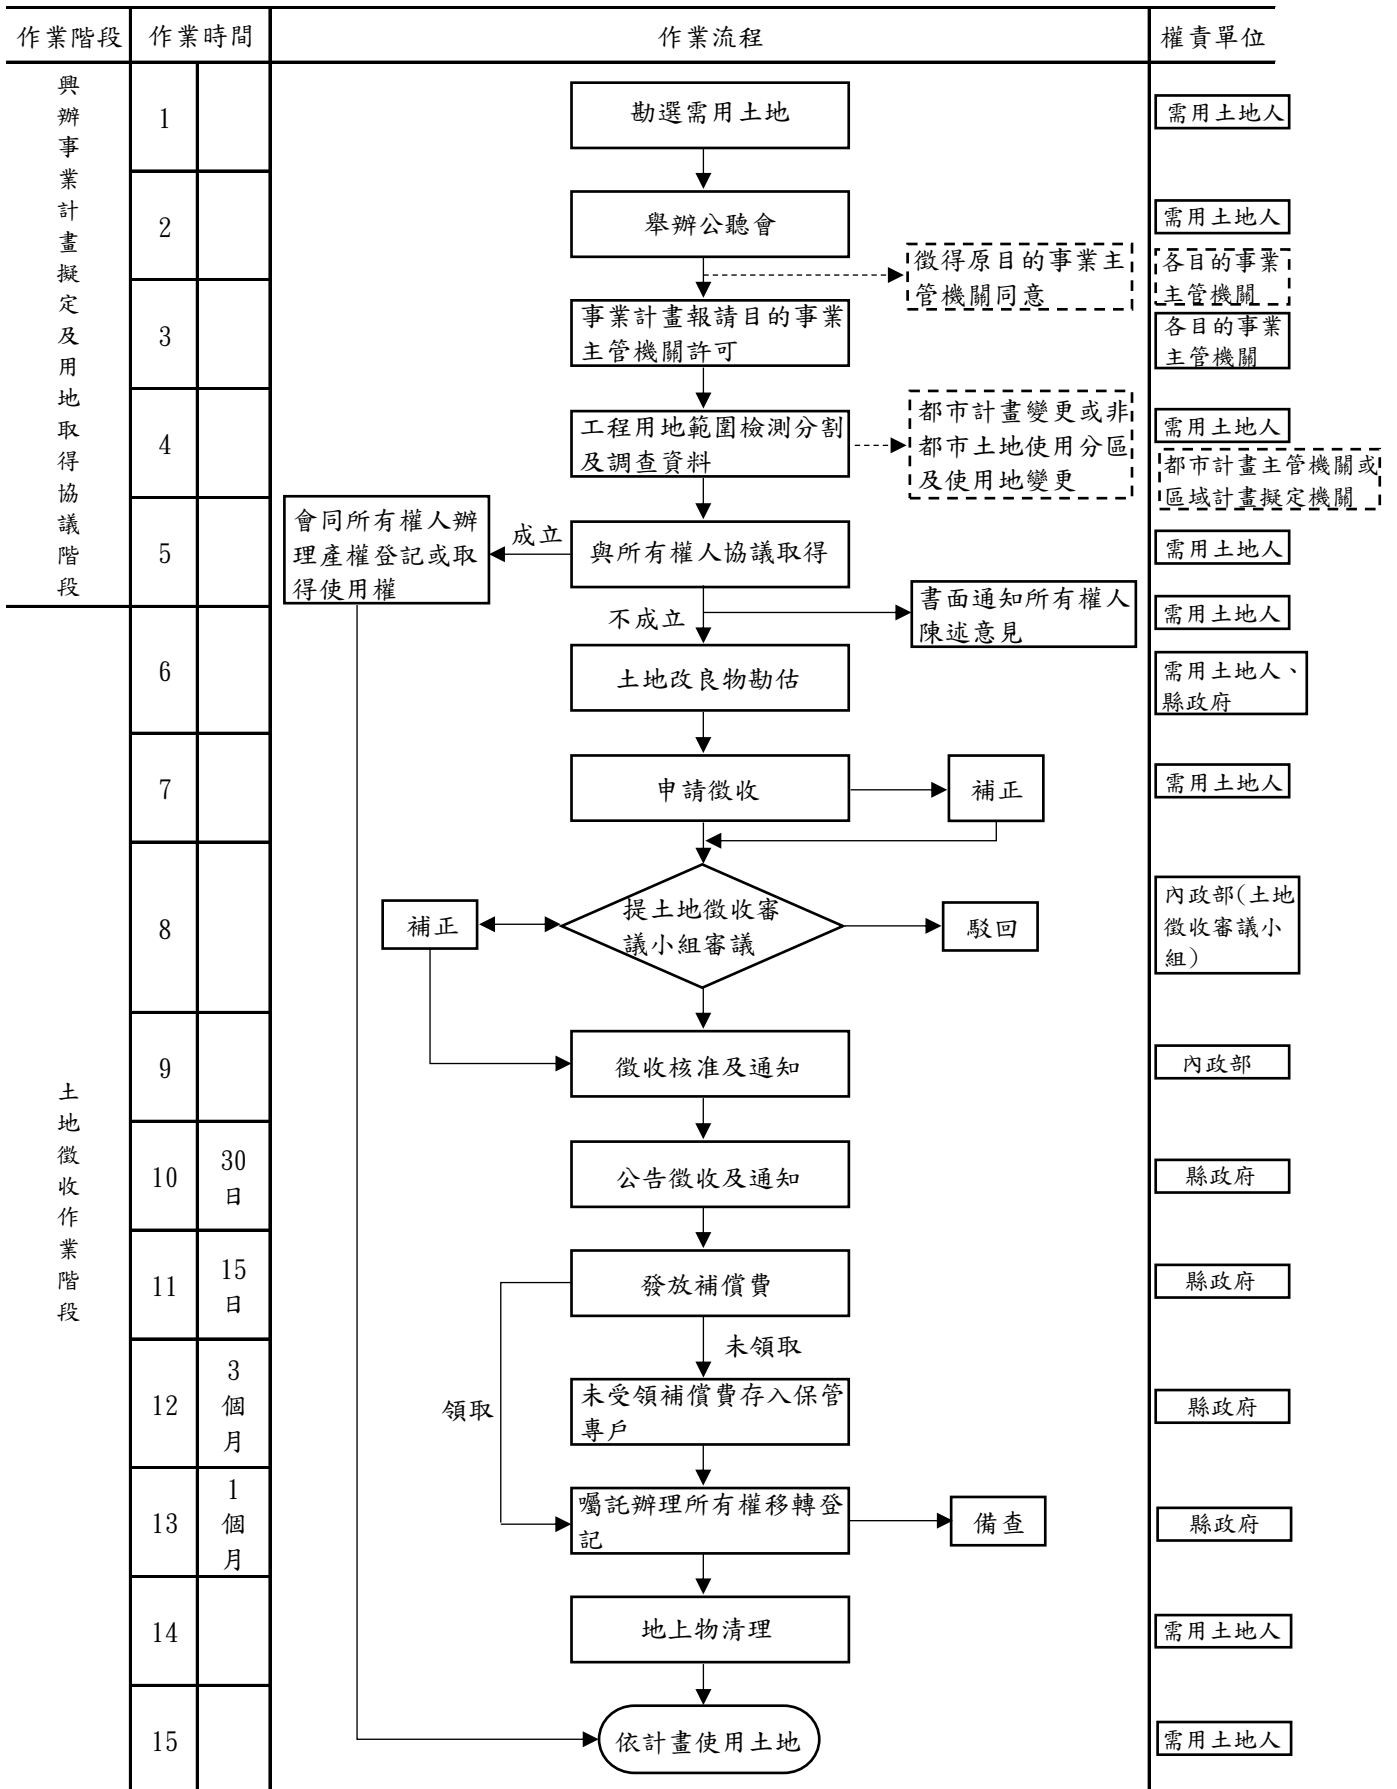 作業階段 作業時間 作業流程 權責單位
興辦事業計畫擬定及用地取得協議階段
1
勘選需用土地
需用土地人
2
舉辦公聽會
需用土地人
徵得原目的事業主
管機關同意
各目的事業
主管機關
3
事業計畫報請目的事業
主管機關許可
各目的事業
主管機關
4
工程用地範圍檢測分割
及調查資料
都市計畫變更或非
都市土地使用分區
及使用地變更
需用土地人
都市計畫主管機關或
區域計畫擬定機關
5
會同所有權人辦
理產權登記或取
得使用權
成立
與所有權人協議取得
需用土地人
土地徵收作業階段
不成立
書面通知所有權人
陳述意見
需用土地人
6
土地改良物勘估
需用土地人、
縣政府
7
申請徵收
補正
需用土地人
8
補正
提土地徵收審
議小組審議
駁回
內政部(土地
徵收審議小
組)
9
徵收核准及通知
內政部
10
30
日
公告徵收及通知
縣政府
11
15
日
發放補償費
縣政府
未領取
12
3
個
月
領取
未受領補償費存入保管
專戶
縣政府
13
1
個
月
囑託辦理所有權移轉登
記
備查
縣政府
14
地上物清理
需用土地人
15
依計畫使用土地
需用土地人